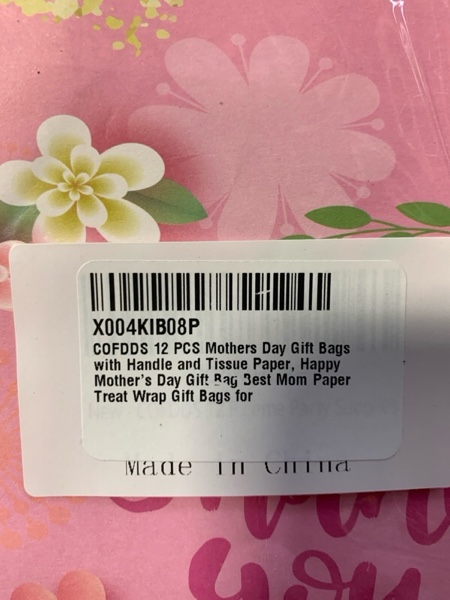 X004KIB08P
COFDDS 12 PCS Mothers Day Gift Bags
with Handle and Tissue Paper, Happy
Mother's Day Gift Bag Best Mom Paper
Treat Wrap Gift Bags for
Made in China
you